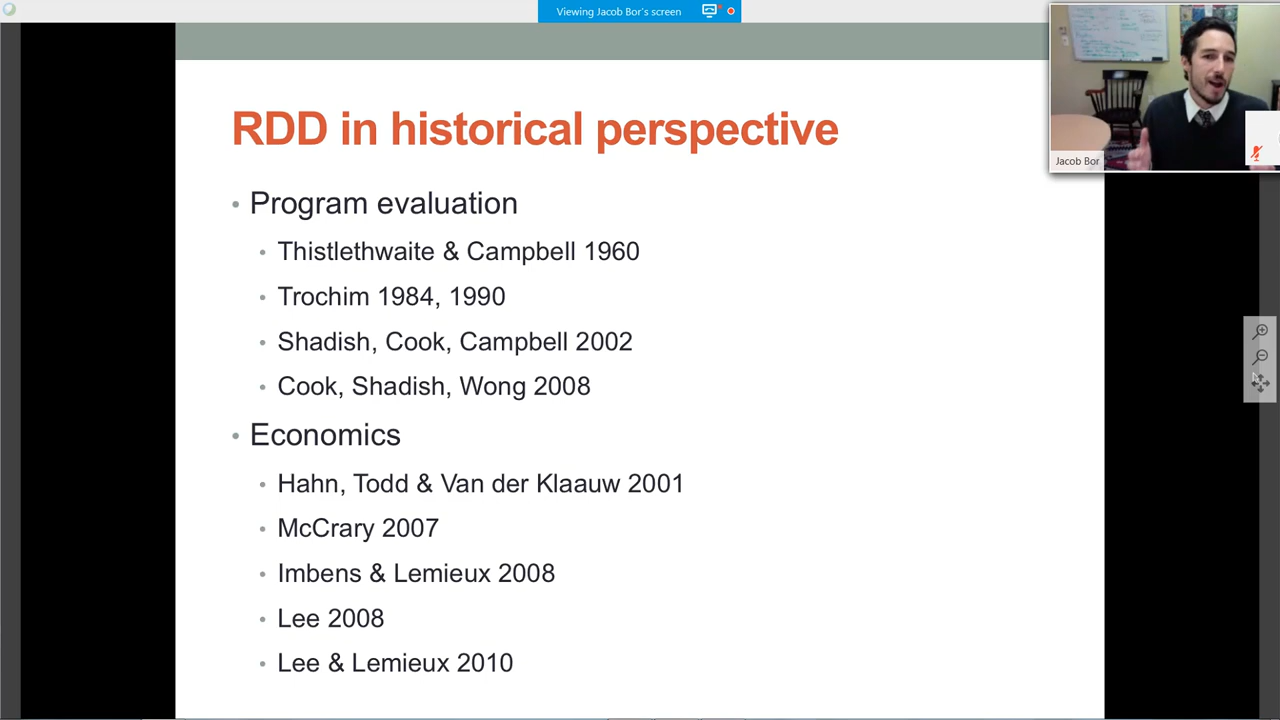 Viewing Jacob Bor's screen
RDD in historical perspective
Jacob Bor
• Program evaluation
• Thistlethwaite & Campbell 1960
• Trochim 1984, 1990
• Shadish, Cook, Campbell 2002
• Cook, Shadish, Wong 2008
• Economics
• Hahn, Todd & Van der Klaauw 2001
• McCrary 2007
• Imbens & Lemieux 2008
• Lee 2008
• Lee & Lemieux 2010